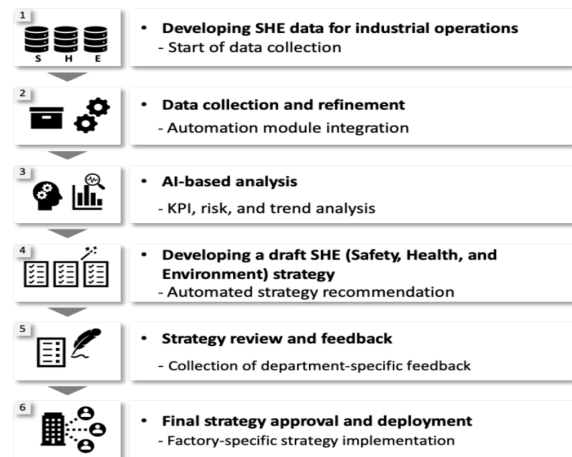 1
S H E
• Developing SHE data for industrial operations
- Start of data collection
2
• Data collection and refinement
- Automation module integration
3
• AI-based analysis
- KPI, risk, and trend analysis
4
• Developing a draft SHE (Safety, Health, and
Environment) strategy
- Automated strategy recommendation
5
• Strategy review and feedback
- Collection of department-specific feedback
6
• Final strategy approval and deployment
- Factory-specific strategy implementation